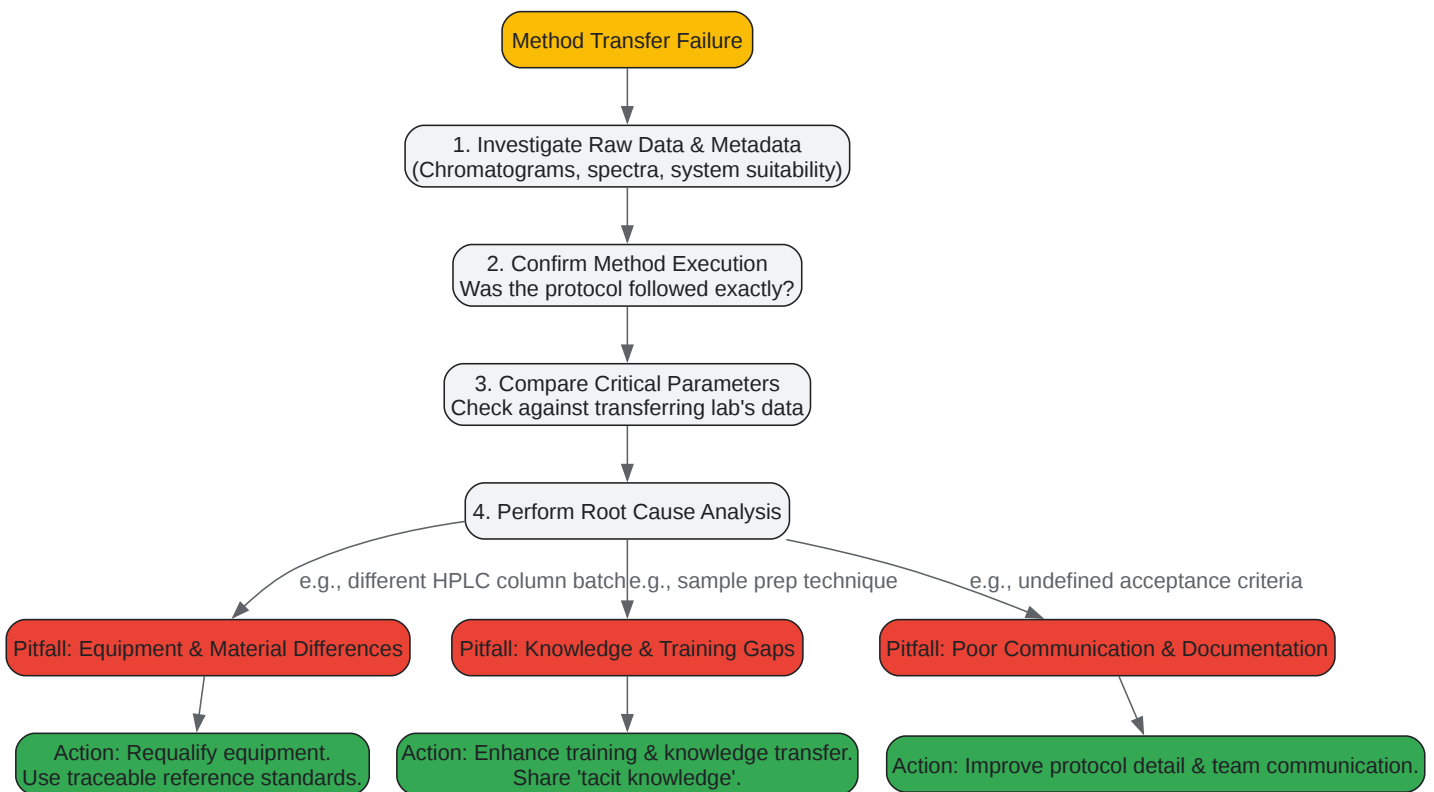 Method Transfer Failure
1. Investigate Raw Data & Metadata
(Chromatograms, spectra, system suitability)
2. Confirm Method Execution
Was the protocol followed exactly?
3. Compare Critical Parameters
Check against transferring lab's data
4. Perform Root Cause Analysis
e.g., different HPLC column batch
e.g., sample prep technique
e.g., undefined acceptance criteria
Pitfall: Equipment & Material Differences
Pitfall: Knowledge & Training Gaps
Pitfall: Poor Communication & Documentation
Action: Requalify equipment.
Use traceable reference standards.
Action: Enhance training & knowledge transfer.
Share 'tacit knowledge'.
Action: Improve protocol detail & team communication.